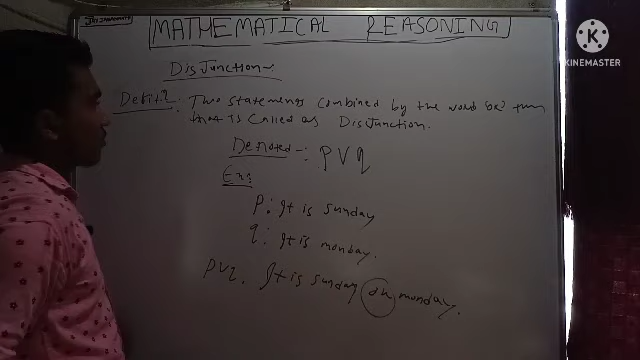 MATHEMATICAL REASONING
KINEMASTER
Disjunction:-
Defin: Two statements combined by the word 'or' then
that is called as Disjunction.
Denoted:- p∨q
Ex:
p: It is sunday
q: It is monday.
p∨q. It is sunday or monday.